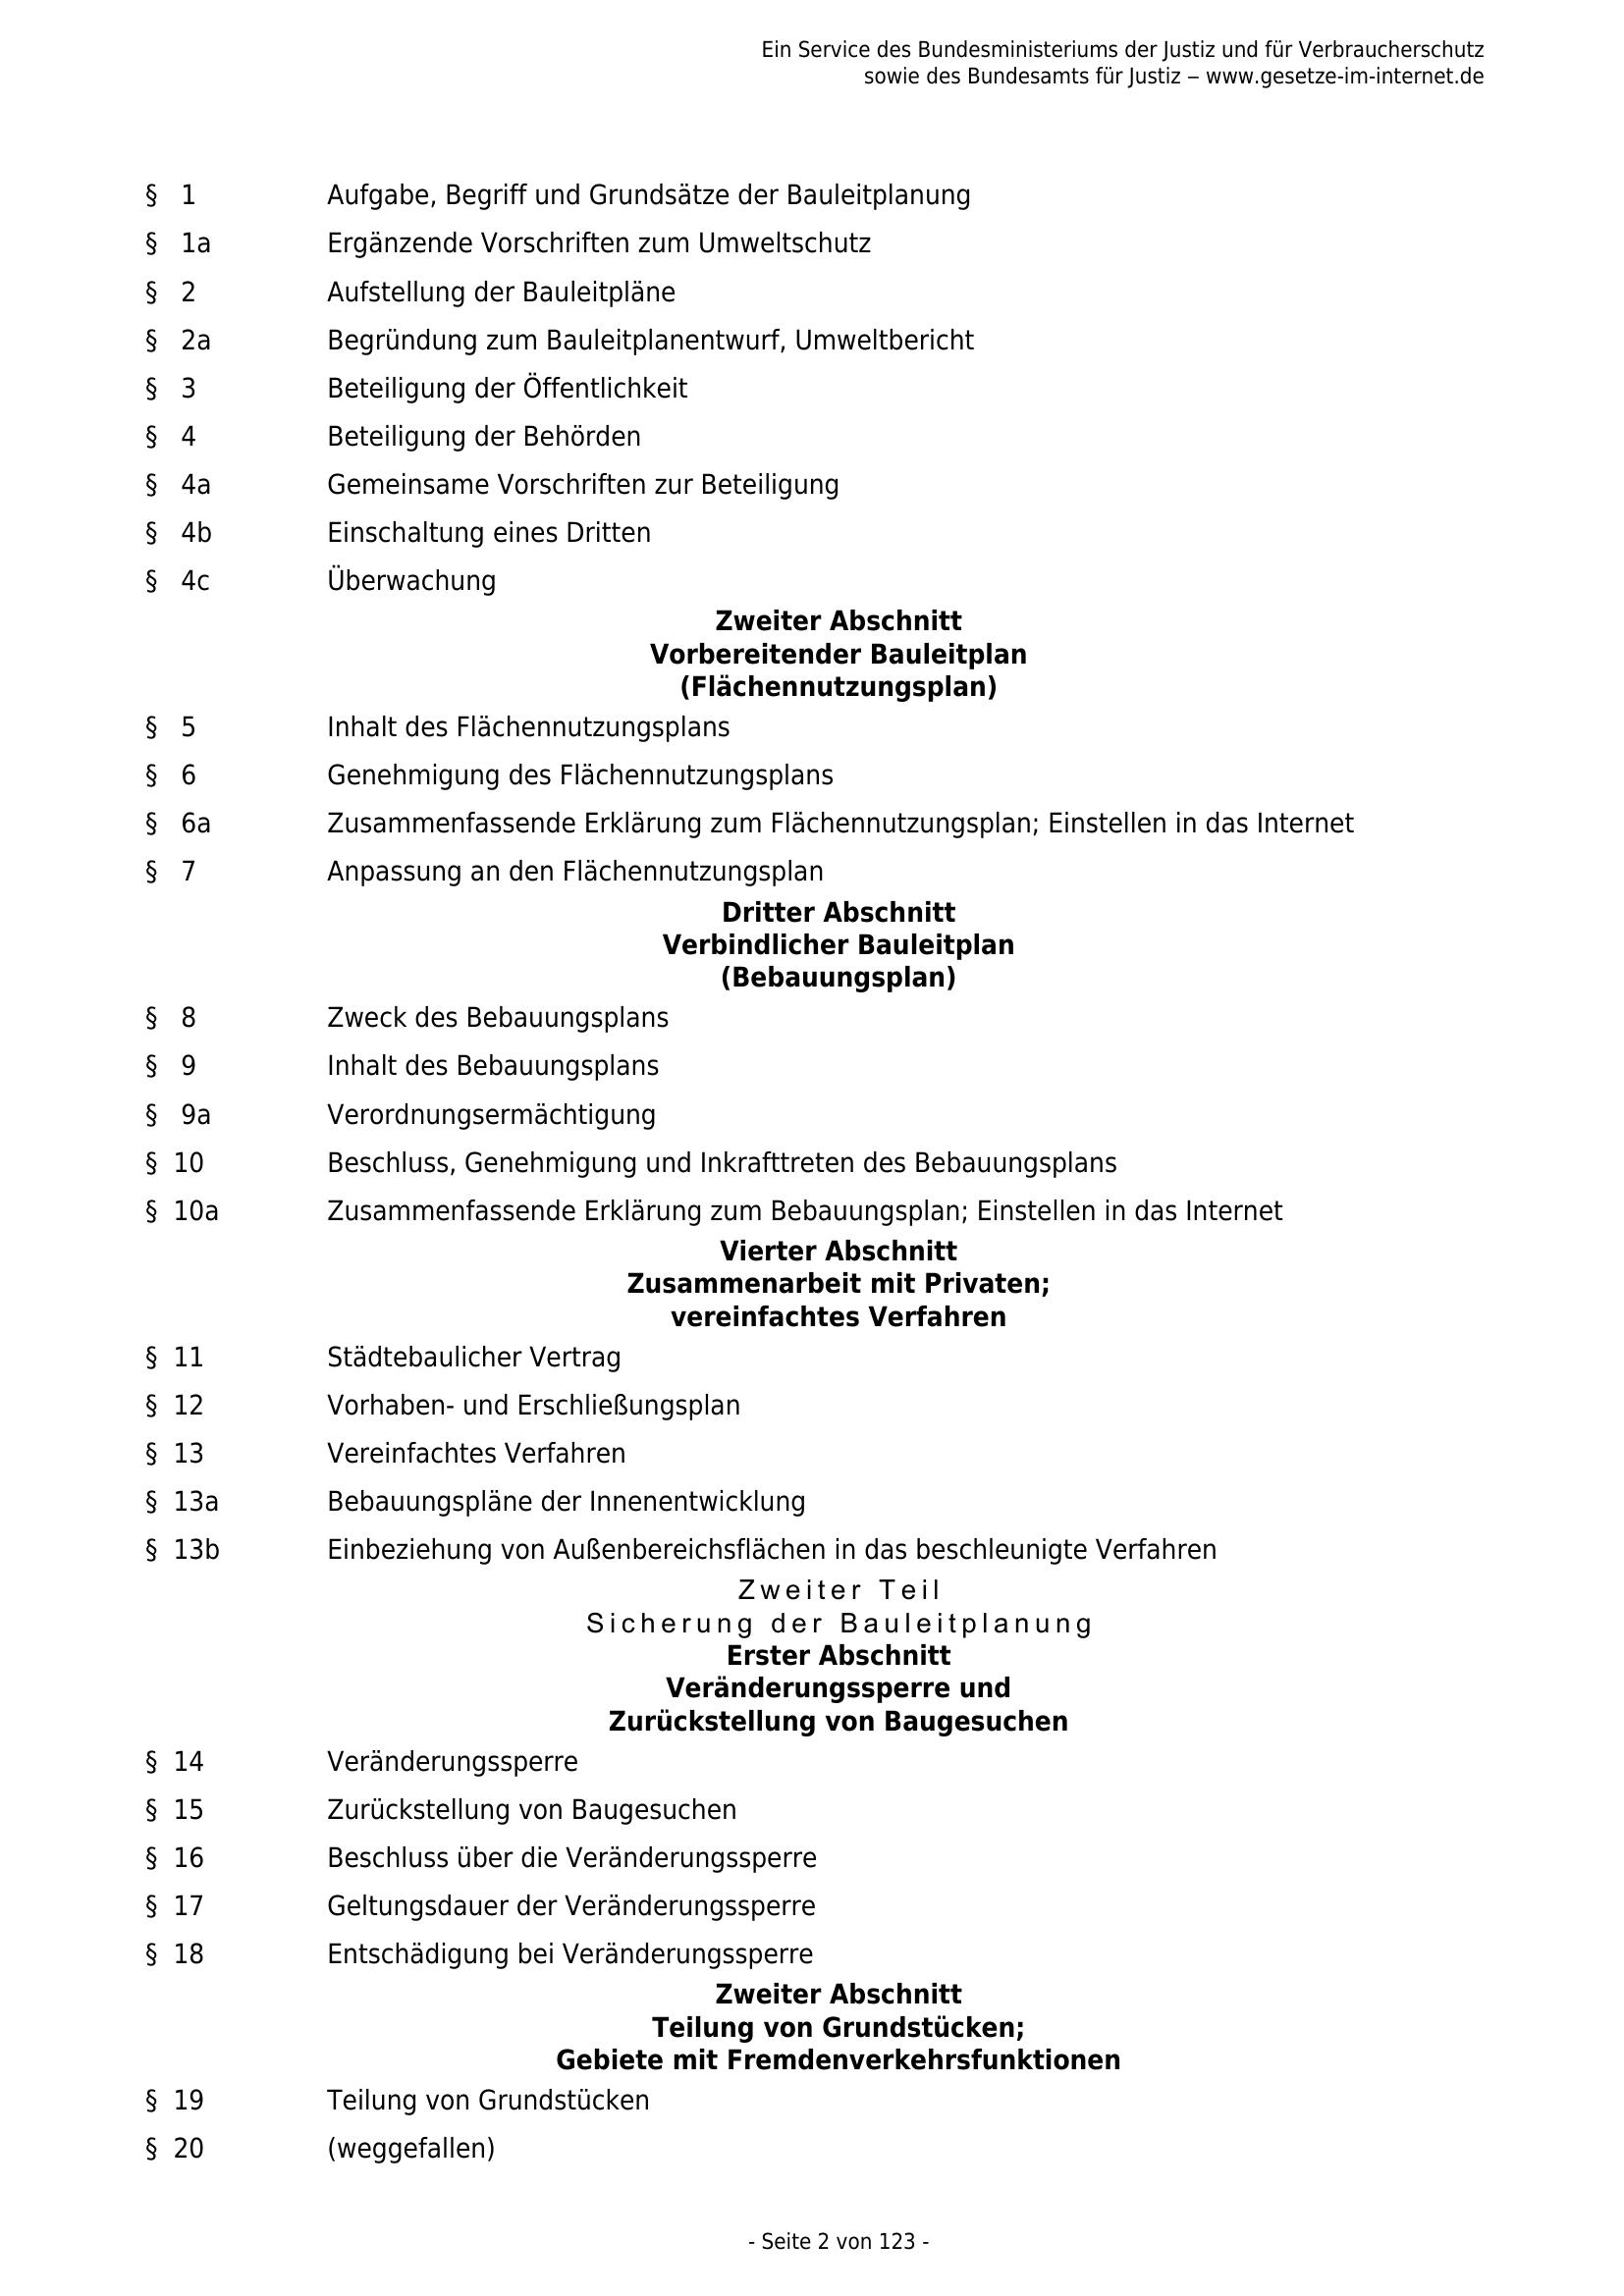 Ein Service des Bundesministeriums der Justiz und für Verbraucherschutz
sowie des Bundesamts für Justiz ‒ www.gesetze-im-internet.de
§ 1 Aufgabe, Begriff und Grundsätze der Bauleitplanung
§ 1a Ergänzende Vorschriften zum Umweltschutz
§ 2 Aufstellung der Bauleitpläne
§ 2a Begründung zum Bauleitplanentwurf, Umweltbericht
§ 3 Beteiligung der Öffentlichkeit
§ 4 Beteiligung der Behörden
§ 4a Gemeinsame Vorschriften zur Beteiligung
§ 4b Einschaltung eines Dritten
§ 4c Überwachung
Zweiter Abschnitt
Vorbereitender Bauleitplan
(Flächennutzungsplan)
§ 5 Inhalt des Flächennutzungsplans
§ 6 Genehmigung des Flächennutzungsplans
§ 6a Zusammenfassende Erklärung zum Flächennutzungsplan; Einstellen in das Internet
§ 7 Anpassung an den Flächennutzungsplan
Dritter Abschnitt
Verbindlicher Bauleitplan
(Bebauungsplan)
§ 8 Zweck des Bebauungsplans
§ 9 Inhalt des Bebauungsplans
§ 9a Verordnungsermächtigung
§ 10 Beschluss, Genehmigung und Inkrafttreten des Bebauungsplans
§ 10a Zusammenfassende Erklärung zum Bebauungsplan; Einstellen in das Internet
Vierter Abschnitt
Zusammenarbeit mit Privaten;
vereinfachtes Verfahren
§ 11 Städtebaulicher Vertrag
§ 12 Vorhaben- und Erschließungsplan
§ 13 Vereinfachtes Verfahren
§ 13a Bebauungspläne der Innenentwicklung
§ 13b Einbeziehung von Außenbereichsflächen in das beschleunigte Verfahren
Zweiter Teil
Sicherung der Bauleitplanung
Erster Abschnitt
Veränderungssperre und
Zurückstellung von Baugesuchen
§ 14 Veränderungssperre
§ 15 Zurückstellung von Baugesuchen
§ 16 Beschluss über die Veränderungssperre
§ 17 Geltungsdauer der Veränderungssperre
§ 18 Entschädigung bei Veränderungssperre
Zweiter Abschnitt
Teilung von Grundstücken;
Gebiete mit Fremdenverkehrsfunktionen
§ 19 Teilung von Grundstücken
§ 20 (weggefallen)
- Seite 2 von 123 -